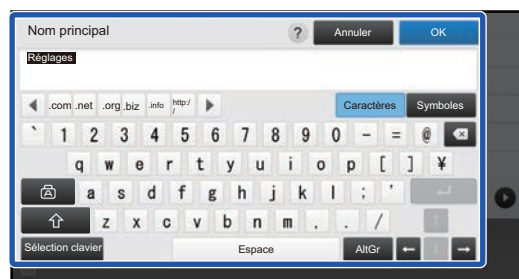 Nom principal ? Annuler OK
Réglages
.com .net .org .biz .info http:// Caractères Symboles
` 1 2 3 4 5 6 7 8 9 0 - = @
q w e r t y u i o p [ ] ¥
a s d f g h j k l ; '
z x c v b n m , . /
Sélection clavier Espace AltGr